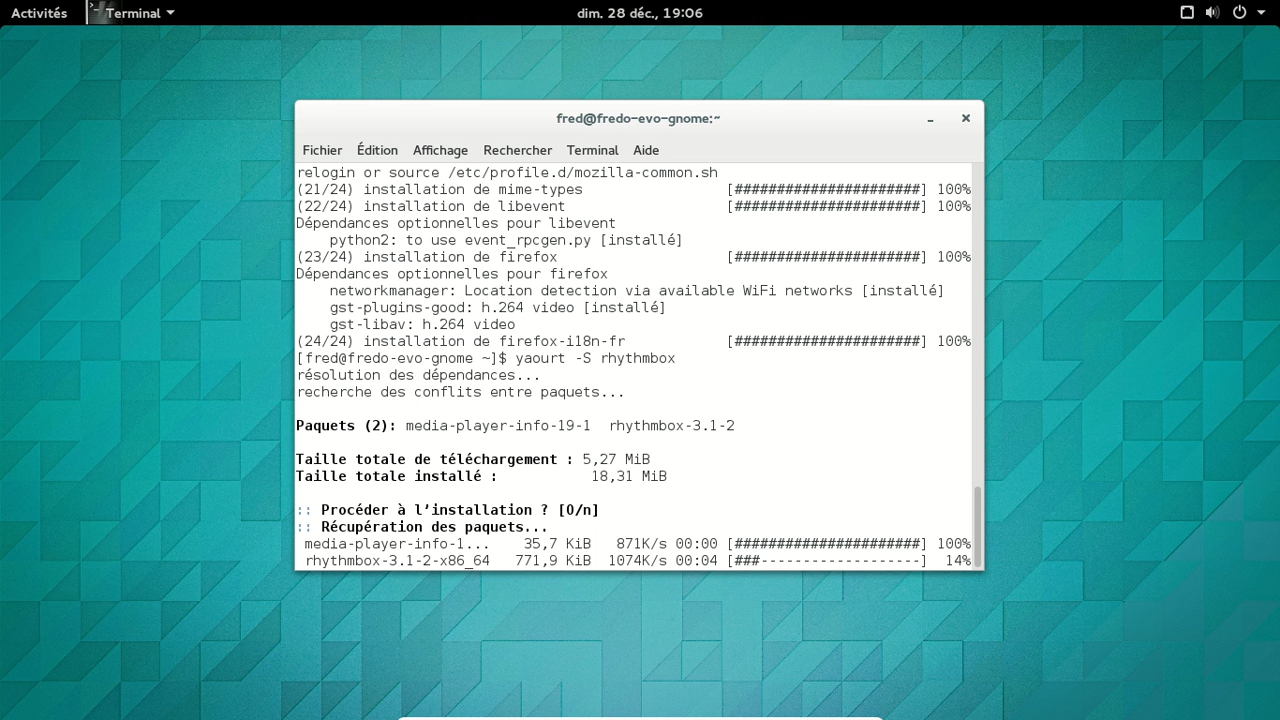 Activités Terminal dim. 28 déc., 19:06
fred@fredo-evo-gnome:~
Fichier Édition Affichage Rechercher Terminal Aide
relogin or source /etc/profile.d/mozilla-common.sh
(21/24) installation de mime-types [######################] 100%
(22/24) installation de libevent [######################] 100%
Dépendances optionnelles pour libevent
python2: to use event_rpcgen.py [installé]
(23/24) installation de firefox [######################] 100%
Dépendances optionnelles pour firefox
networkmanager: Location detection via available WiFi networks [installé]
gst-plugins-good: h.264 video [installé]
gst-libav: h.264 video
(24/24) installation de firefox-i18n-fr [######################] 100%
[fred@fredo-evo-gnome ~]$ yaourt -S rhythmbox
résolution des dépendances...
recherche des conflits entre paquets...
Paquets (2): media-player-info-19-1 rhythmbox-3.1-2
Taille totale de téléchargement : 5,27 MiB
Taille totale installé : 18,31 MiB
:: Procéder à l’installation ? [O/n]
:: Récupération des paquets...
media-player-info-1... 35,7 KiB 871K/s 00:00 [######################] 100%
rhythmbox-3.1-2-x86_64 771,9 KiB 1074K/s 00:04 [###-------------------] 14%